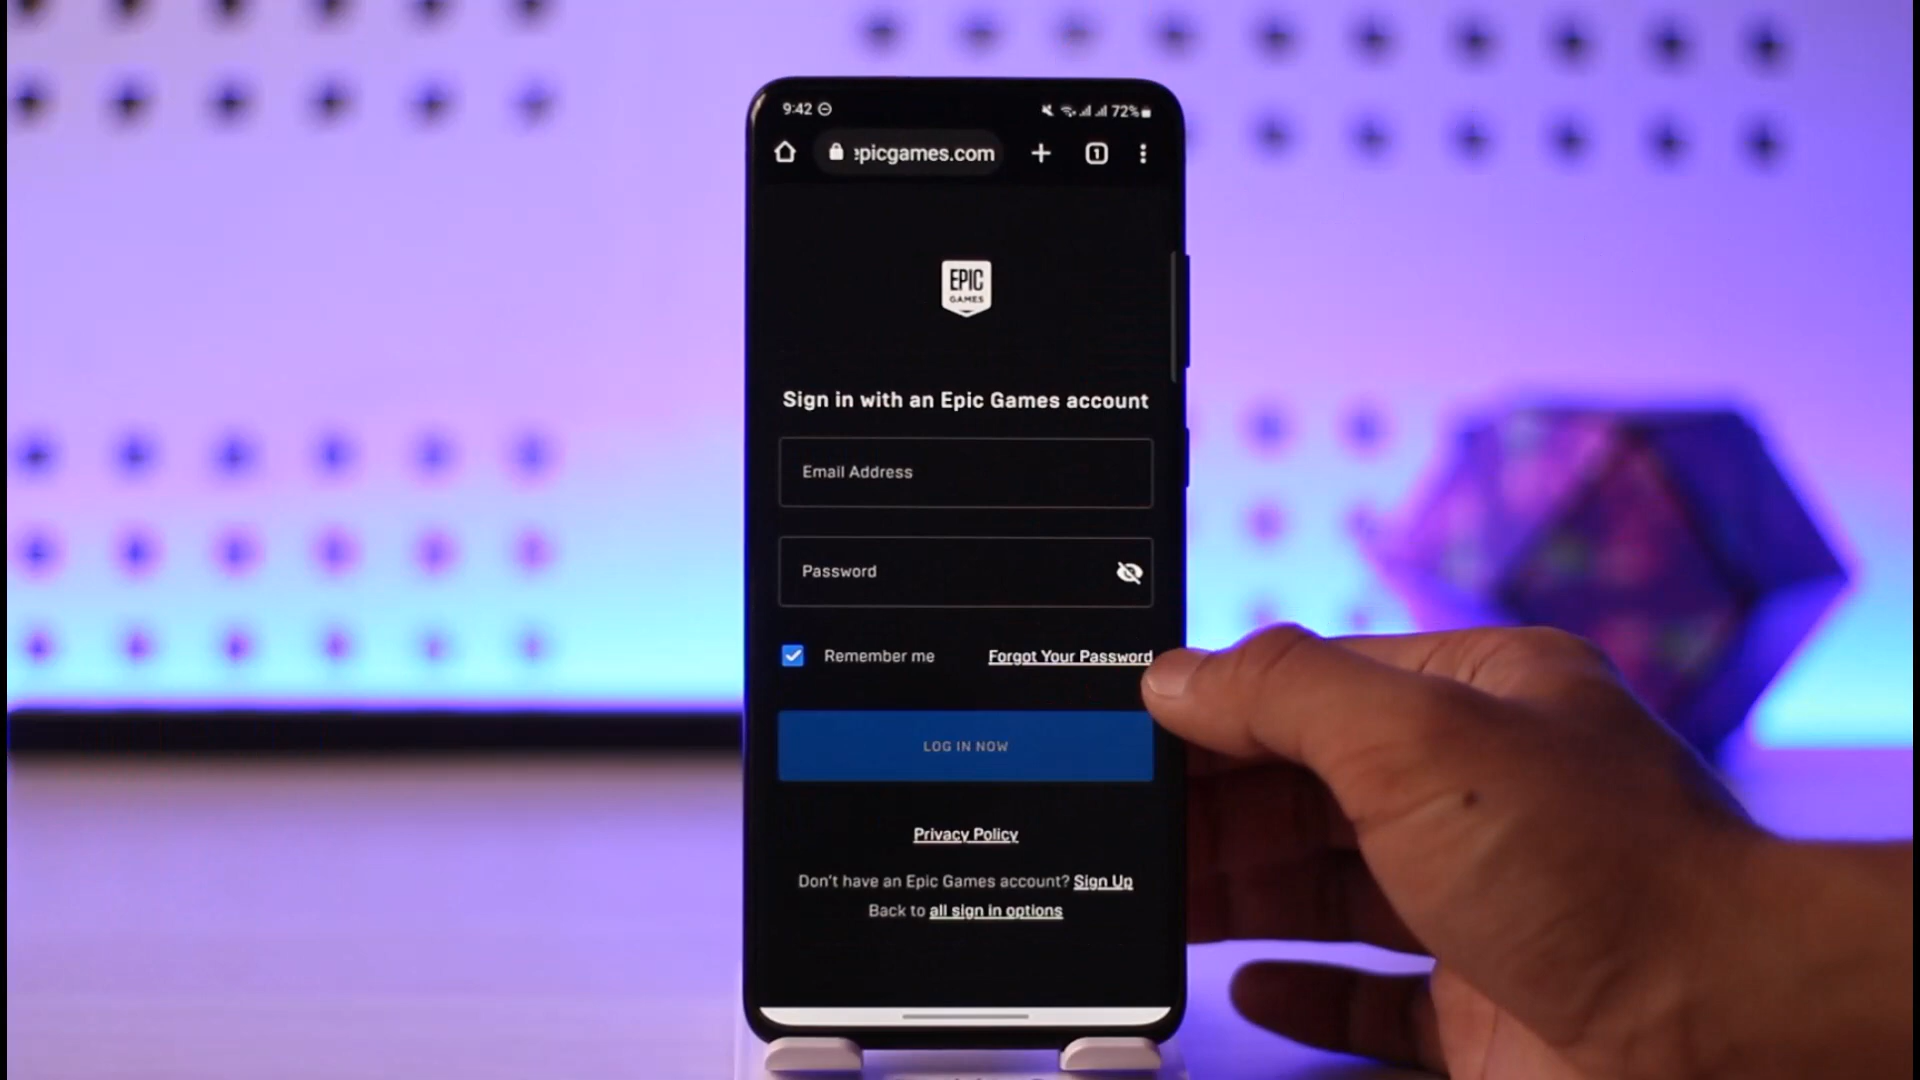 9:42
72%
epicgames.com
1
EPIC
GAMES
Sign in with an Epic Games account
Email Address
Password
Remember me
Forgot Your Password
LOG IN NOW
Privacy Policy
Don't have an Epic Games account? Sign Up
Back to all sign in options